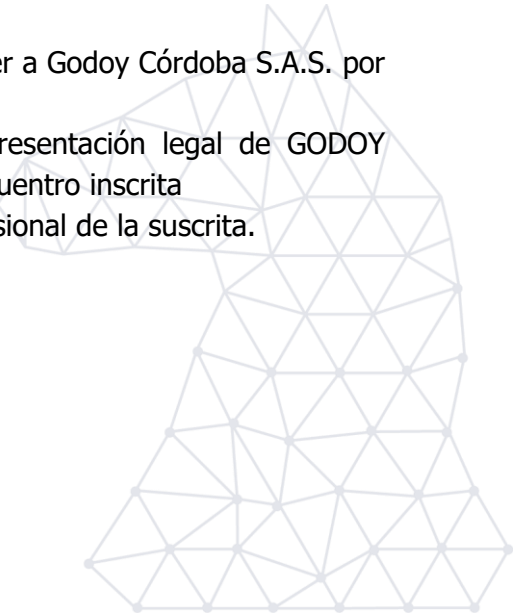 er a Godoy Córdoba S.A.S. por
resentación legal de GODOY
uentro inscrita
sional de la suscrita.